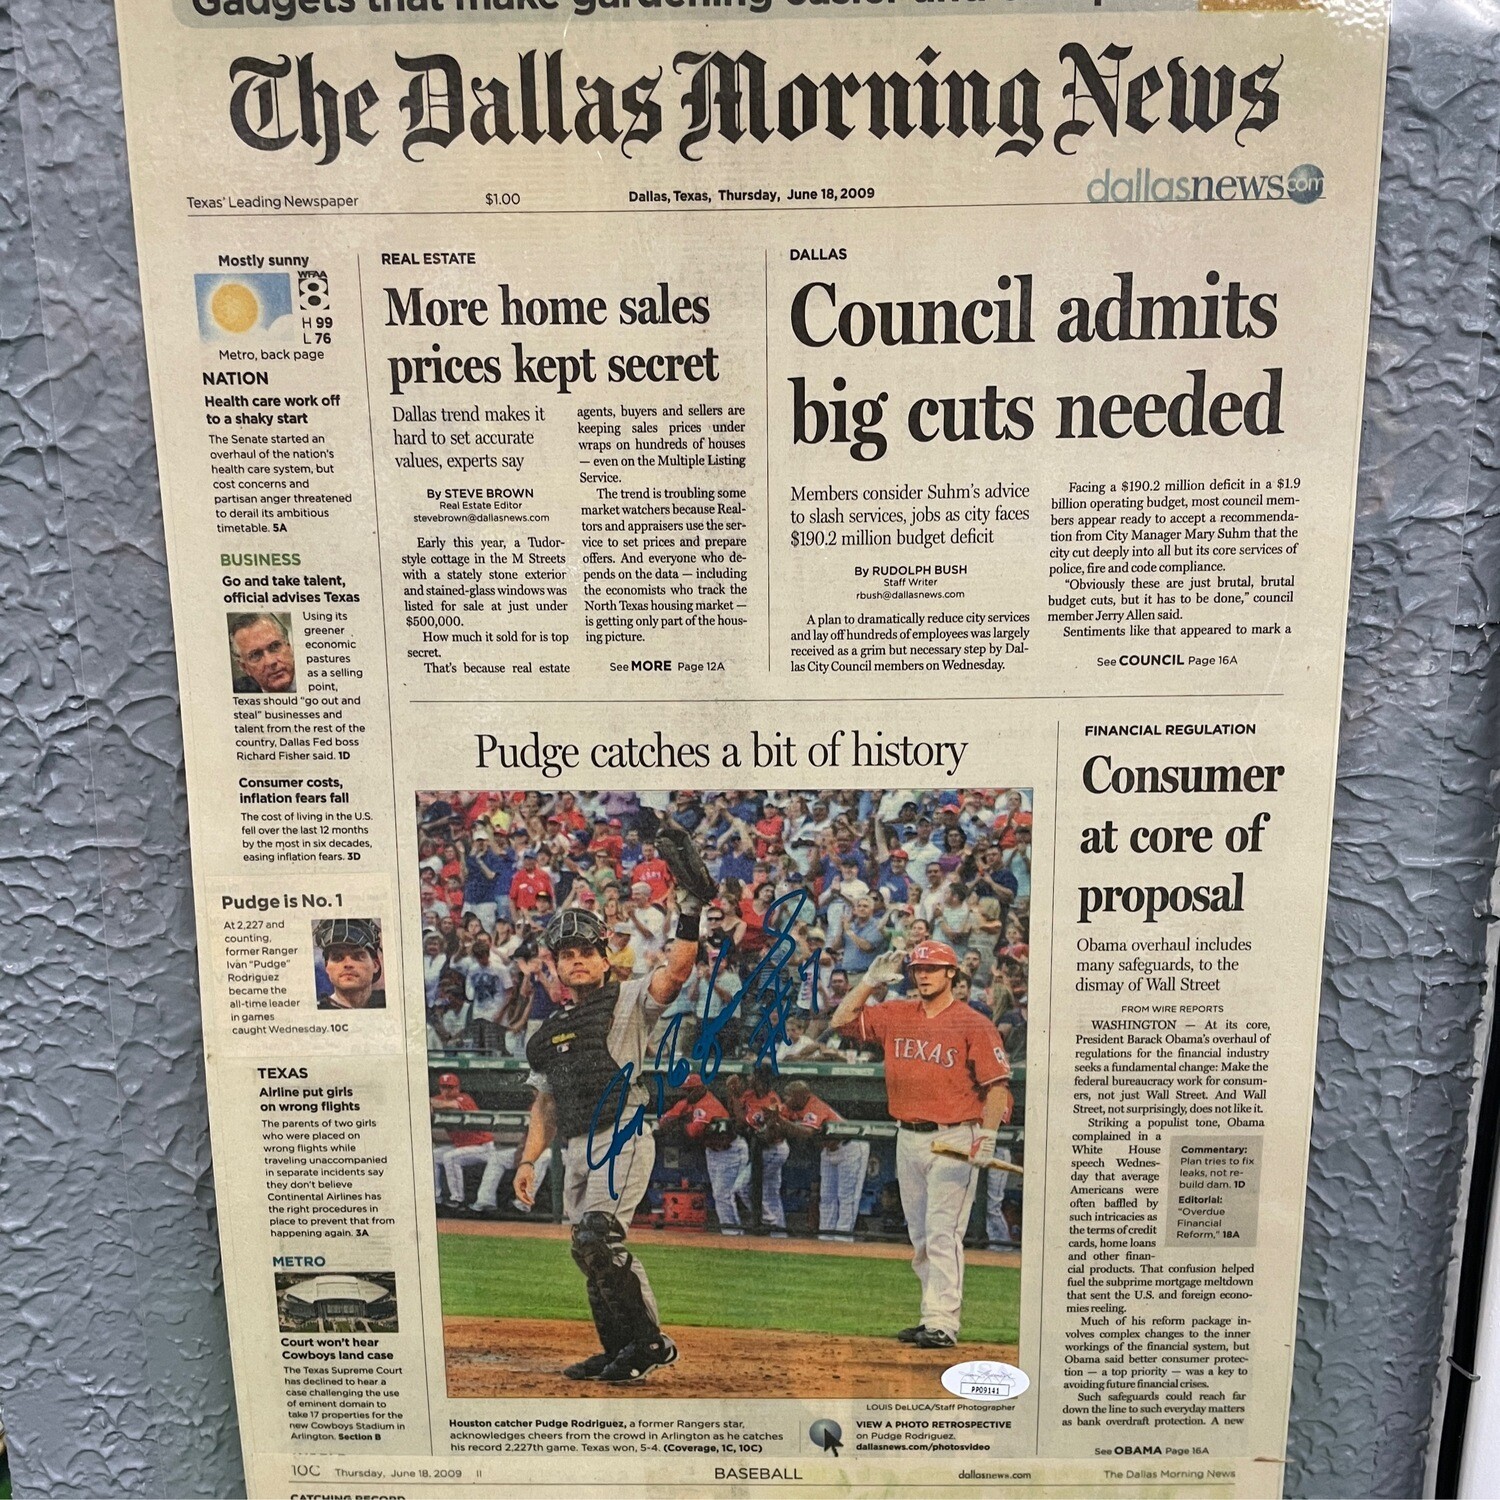 Gadgets that make gardening easier and
The Dallas Morning News
dallasnews.com
Texas' Leading Newspaper
$1.00
Dallas, Texas, Thursday, June 18, 2009
Mostly sunny
WFAA
8
H 99
L 76
Metro, back page
NATION
Health care work off
to a shaky start
The Senate started an
overhaul of the nation's
health care system, but
cost concerns and
partisan anger threatened
to derail its ambitious
timetable. 5A
BUSINESS
Go and take talent,
official advises Texas
Using its
greener
economic
pastures
as a selling
point,
Texas should "go out and
steal" businesses and
talent from the rest of the
country, Dallas Fed boss
Richard Fisher said. 1D
Consumer costs,
inflation fears fall
The cost of living in the U.S.
fell over the last 12 months
by the most in six decades,
easing inflation fears. 3D
Pudge is No. 1
At 2,227 and
counting,
former Ranger
Ivan "Pudge"
Rodriguez
became the
all-time leader
in games
caught Wednesday. 10C
TEXAS
Airline put girls
on wrong flights
The parents of two girls
who were placed on
wrong flights while
traveling unaccompanied
in separate incidents say
they don't believe
Continental Airlines has
the right procedures in
place to prevent that from
happening again. 3A
METRO
Court won't hear
Cowboys land case
The Texas Supreme Court
has declined to hear a
case challenging the use
of eminent domain to
take 17 properties for the
new Cowboys Stadium in
Arlington. Section B
REAL ESTATE
More home sales
prices kept secret
Dallas trend makes it
hard to set accurate
values, experts say
By STEVE BROWN
Real Estate Editor
stevebrown@dallasnews.com
Early this year, a Tudor-
style cottage in the M Streets
with a stately stone exterior
and stained-glass windows was
listed for sale at just under
$500,000.
How much it sold for is top
secret.
That's because real estate
agents, buyers and sellers are
keeping sales prices under
wraps on hundreds of houses
— even on the Multiple Listing
Service.
The trend is troubling some
market watchers because Real-
tors and appraisers use the ser-
vice to set prices and prepare
offers. And everyone who de-
pends on the data — including
the economists who track the
North Texas housing market —
is getting only part of the hous-
ing picture.
See MORE Page 12A
DALLAS
Council admits
big cuts needed
Members consider Suhm's advice
to slash services, jobs as city faces
$190.2 million budget deficit
By RUDOLPH BUSH
Staff Writer
rbush@dallasnews.com
A plan to dramatically reduce city services
and lay off hundreds of employees was largely
received as a grim but necessary step by Dal-
las City Council members on Wednesday.
Facing a $190.2 million deficit in a $1.9
billion operating budget, most council mem-
bers appear ready to accept a recommenda-
tion from City Manager Mary Suhm that the
city cut deeply into all but its core services of
police, fire and code compliance.
"Obviously these are just brutal, brutal
budget cuts, but it has to be done," council
member Jerry Allen said.
Sentiments like that appeared to mark a
See COUNCIL Page 16A
Pudge catches a bit of history
#7
T
TEXAS
PP09141
LOUIS DeLUCA/Staff Photographer
Houston catcher Pudge Rodriguez, a former Rangers star,
acknowledges cheers from the crowd in Arlington as he catches
his record 2,227th game. Texas won, 5-4. (Coverage, 1C, 10C)
VIEW A PHOTO RETROSPECTIVE
on Pudge Rodriguez.
dallasnews.com/photosvideo
FINANCIAL REGULATION
Consumer
at core of
proposal
Obama overhaul includes
many safeguards, to the
dismay of Wall Street
FROM WIRE REPORTS
WASHINGTON — At its core,
President Barack Obama's overhaul of
regulations for the financial industry
seeks a fundamental change: Make the
federal bureaucracy work for consum-
ers, not just Wall Street. And Wall
Street, not surprisingly, does not like it.
Striking a populist tone, Obama
complained in a
White House
speech Wednes-
day that average
Americans were
often baffled by
such intricacies as
the terms of credit
cards, home loans
and other finan-
cial products. That confusion helped
fuel the subprime mortgage meltdown
that sent the U.S. and foreign econo-
mies reeling.
Much of his reform package in-
volves complex changes to the inner
workings of the financial system, but
Obama said better consumer protec-
tion — a top priority — was a key to
avoiding future financial crises.
Such safeguards could reach far
down the line to such everyday matters
as bank overdraft protection. A new
Commentary:
Plan tries to fix
leaks, not re-
build dam. 1D
Editorial:
"Overdue
Financial
Reform," 18A
See OBAMA Page 16A
10C Thursday, June 18, 2009 ||
BASEBALL
dallasnews.com
The Dallas Morning News
CATCHING RECORD